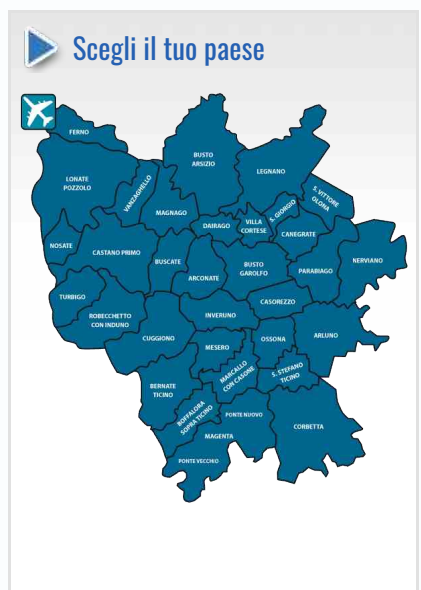 Scegli il tuo paese
FERNO
BUSTO
ARSIZIO
LEGNANO
LONATE
POZZOLO
VANZAGHELLO
S. VITTORE
OLONA
MAGNAGO
S. GIORGIO
DAIRAGO
VILLA
CORTESE
CANEGRATE
NOSATE
CASTANO PRIMO
BUSCATE
ARCONATE
BUSTO
GAROLFO
PARABIAGO
NERVIANO
TURBIGO
ROBECCHETTO
CON INDUNO
INVERUNO
CASOREZZO
CUGGIONO
MESERO
OSSONA
ARLUNO
MARCALLO
CON CASONE
S. STEFANO
TICINO
BERNATE
TICINO
BOFFALORA
SOPRA TICINO
PONTE NUOVO
CORBETTA
MAGENTA
PONTE VECCHIO